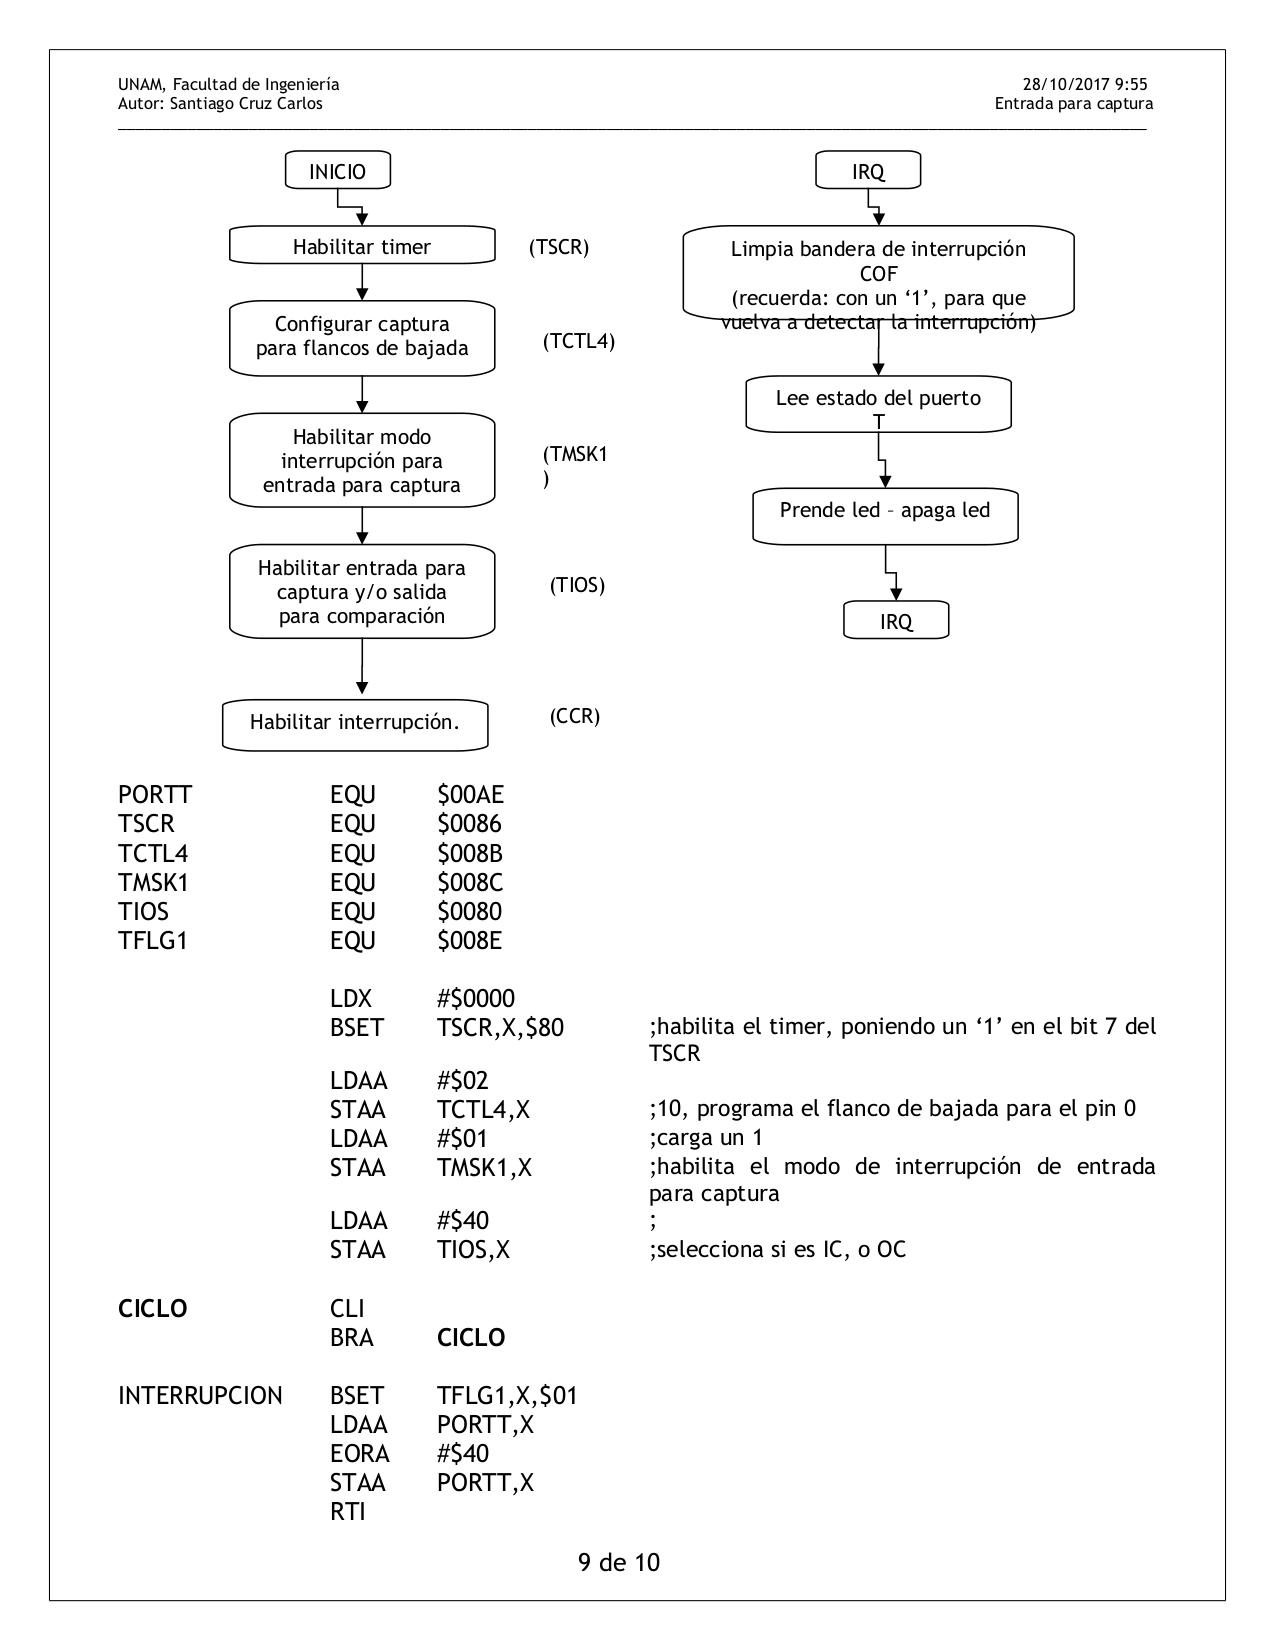 UNAM, Facultad de Ingeniería 28/10/2017 9:55
Autor: Santiago Cruz Carlos Entrada para captura
INICIO
Habilitar timer (TSCR)
Configurar captura
para flancos de bajada
(TCTL4)
Habilitar modo
interrupción para
entrada para captura
(TMSK1
)
Habilitar entrada para
captura y/o salida
para comparación
(TIOS)
Habilitar interrupción.
(CCR)
IRQ
Limpia bandera de interrupción
COF
(recuerda: con un ‘1’, para que
vuelva a detectar la interrupción)
Lee estado del puerto
T
Prende led – apaga led
IRQ
PORTT EQU $00AE
TSCR EQU $0086
TCTL4 EQU $008B
TMSK1 EQU $008C
TIOS EQU $0080
TFLG1 EQU $008E
LDX #$0000
BSET TSCR,X,$80 ;habilita el timer, poniendo un ‘1’ en el bit 7 del
TSCR
LDAA #$02
STAA TCTL4,X ;10, programa el flanco de bajada para el pin 0
LDAA #$01 ;carga un 1
STAA TMSK1,X ;habilita el modo de interrupción de entrada
para captura
LDAA #$40 ;
STAA TIOS,X ;selecciona si es IC, o OC
CICLO CLI
BRA CICLO
INTERRUPCION BSET TFLG1,X,$01
LDAA PORTT,X
EORA #$40
STAA PORTT,X
RTI
9 de 10